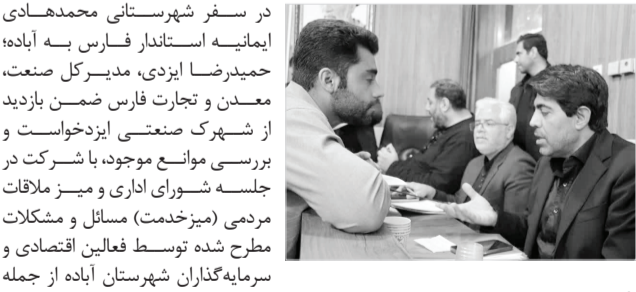 در سفر شهرستانی محمدهادی
ایمانیه استاندار فارس به آباده؛
حمیدرضا ایزدی، مدیرکل صنعت،
معدن و تجارت فارس ضمن بازدید
از شهرک صنعتی ایزدخواست و
بررسی موانع موجود، با شرکت در
جلسه شورای اداری و میز ملاقات
مردمی (میزخدمت) مسائل و مشکلات
مطرح شده توسط فعالین اقتصادی و
سرمایه‌گذاران شهرستان آباده از جمله